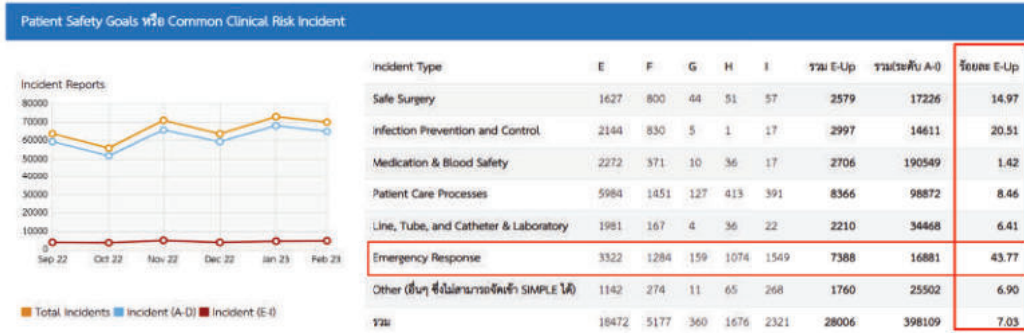 Patient Safety Goals หรือ Common Clinical Risk Incident
Incident Reports
80000
70000
60000
50000
40000
30000
20000
10000
0
Sep 22 Oct 22 Nov 22 Dec 22 Jan 23 Feb 23
Total Incidents Incident (A-D) Incident (E-I)
Incident Type E F G H I รวม E-Up รวม(ระดับ A-I) ร้อยละ E-Up
Safe Surgery 1627 800 44 51 57 2579 17226 14.97
Infection Prevention and Control 2144 830 5 1 17 2997 14611 20.51
Medication & Blood Safety 2272 371 10 36 17 2706 190549 1.42
Patient Care Processes 5984 1451 127 413 391 8366 98872 8.46
Line, Tube, and Catheter & Laboratory 1981 167 4 36 22 2210 34468 6.41
Emergency Response 3322 1284 159 1074 1549 7388 16881 43.77
Other (อื่นๆ ซึ่งไม่สามารถจัดเข้า SIMPLE ได้) 1142 274 11 65 268 1760 25502 6.90
รวม 18472 5177 360 1676 2321 28006 398109 7.03